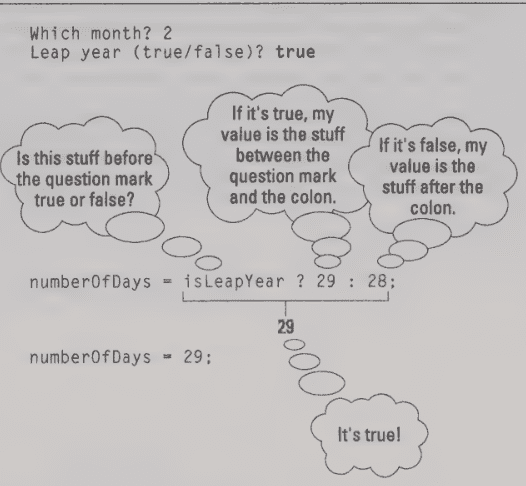 Which month? 2
Leap year (true/false)? true
Is this stuff before
the question mark
true or false?
If it's true, my
value is the stuff
between the
question mark
and the colon.
If it's false, my
value is the
stuff after the
colon.
numberOfDays = isLeapYear ? 29 : 28;
29
numberOfDays = 29;
It's true!